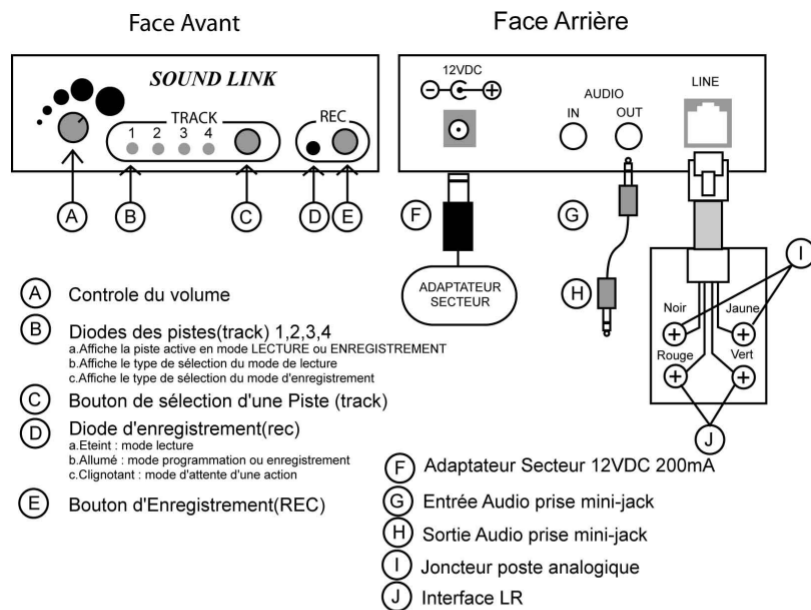 Face Avant
SOUND LINK
TRACK
1 2 3 4
REC
A
B
C
D
E
Face Arrière
12VDC
AUDIO
IN
OUT
LINE
F
ADAPTATEUR
SECTEUR
G
H
Noir
Jaune
Rouge
Vert
I
J
A Controle du volume
B Diodes des pistes(track) 1,2,3,4
a.Affiche la piste active en mode LECTURE ou ENREGISTREMENT
b.Affiche le type de sélection du mode de lecture
c.Affiche le type de sélection du mode d'enregistrement
C Bouton de sélection d'une Piste (track)
D Diode d'enregistrement(rec)
a.Eteint : mode lecture
b.Allumé : mode programmation ou enregistrement
c.Clignotant : mode d'attente d'une action
E Bouton d'Enregistrement(REC)
F Adaptateur Secteur 12VDC 200mA
G Entrée Audio prise mini-jack
H Sortie Audio prise mini-jack
I Joncteur poste analogique
J Interface LR